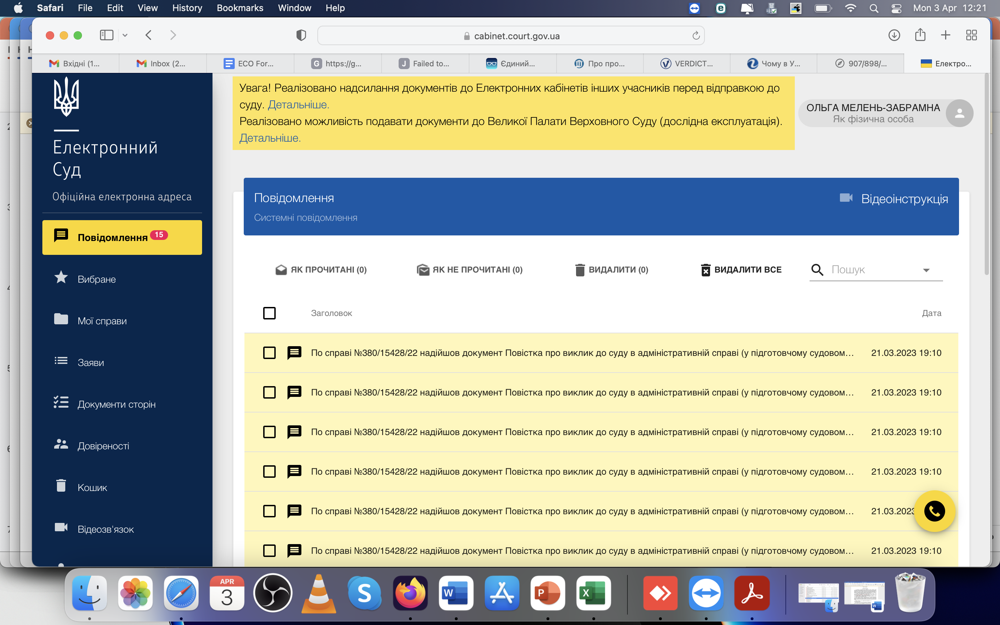 Safari File Edit View History Bookmarks Window Help Mon 3 Apr 12:21
cabinet.court.gov.ua
Вхідні (1... Inbox (2... ECO For... https://g... Failed to... Єдиний... Про про... VERDICT... Чому в У... 907/898/... Електро...
Увага! Реалізовано надсилання документів до Електронних кабінетів інших учасників перед відправкою до
суду. Детальніше.
Реалізовано можливість подавати документи до Великої Палати Верховного Суду (дослідна експлуатація).
Детальніше.
ОЛЬГА МЕЛЕНЬ-ЗАБРАМНА
Як фізична особа
Електронний
Суд
Офіційна електронна адреса
Повідомлення 15
Вибране
Мої справи
Заяви
Документи сторін
Довіреності
Кошик
Відеозв'язок
Повідомлення
Системні повідомлення
Відеоінструкція
ЯК ПРОЧИТАНІ (0) ЯК НЕ ПРОЧИТАНІ (0) ВИДАЛИТИ (0) ВИДАЛИТИ ВСЕ Пошук
Заголовок Дата
По справі №380/15428/22 надійшов документ Повістка про виклик до суду в адміністративній справі (у підготовчому судовом... 21.03.2023 19:10
По справі №380/15428/22 надійшов документ Повістка про виклик до суду в адміністративній справі (у підготовчому судовом... 21.03.2023 19:10
По справі №380/15428/22 надійшов документ Повістка про виклик до суду в адміністративній справі (у підготовчому судовом... 21.03.2023 19:10
По справі №380/15428/22 надійшов документ Повістка про виклик до суду в адміністративній справі (у підготовчому судовом... 21.03.2023 19:10
По справі №380/15428/22 надійшов документ Повістка про виклик до суду в адміністративній справі (у підготовчому судовом... 21.03.2023
По справі №380/15428/22 надійшов документ Повістка про виклик до суду в адміністративній справі (у підготовчому судовом... 21.03.2023 19:10
APR
3